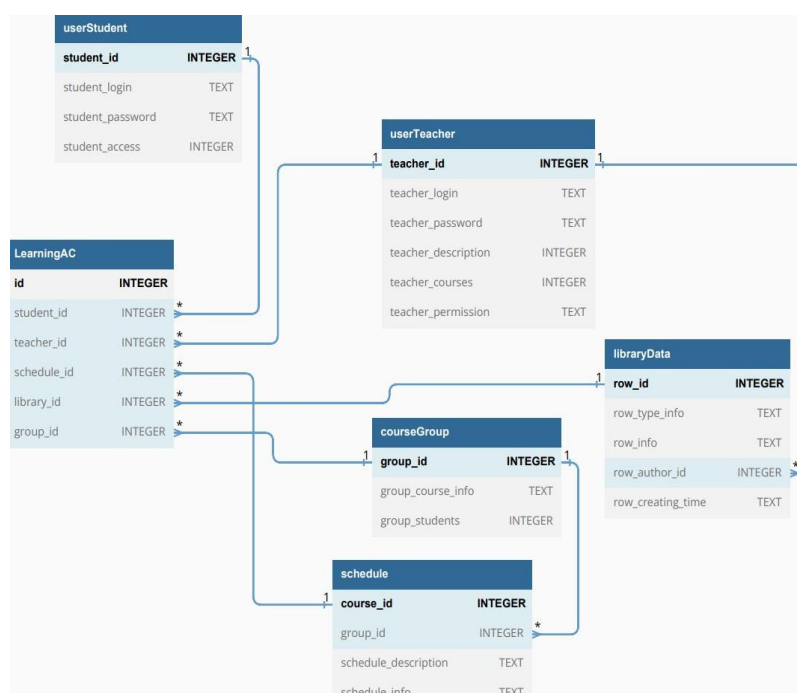 userStudent
student_id INTEGER 1
student_login TEXT
student_password TEXT
student_access INTEGER
userTeacher
1 teacher_id INTEGER 1
teacher_login TEXT
teacher_password TEXT
teacher_description INTEGER
teacher_courses INTEGER
teacher_permission TEXT
LearningAC
id INTEGER
student_id INTEGER *
teacher_id INTEGER *
schedule_id INTEGER *
library_id INTEGER *
group_id INTEGER *
libraryData
1 row_id INTEGER
row_type_info TEXT
row_info TEXT
row_author_id INTEGER *
row_creating_time TEXT
courseGroup
1 group_id INTEGER 1
group_course_info TEXT
group_students INTEGER
schedule
1 course_id INTEGER
group_id INTEGER *
schedule_description TEXT
schedule_info TEXT